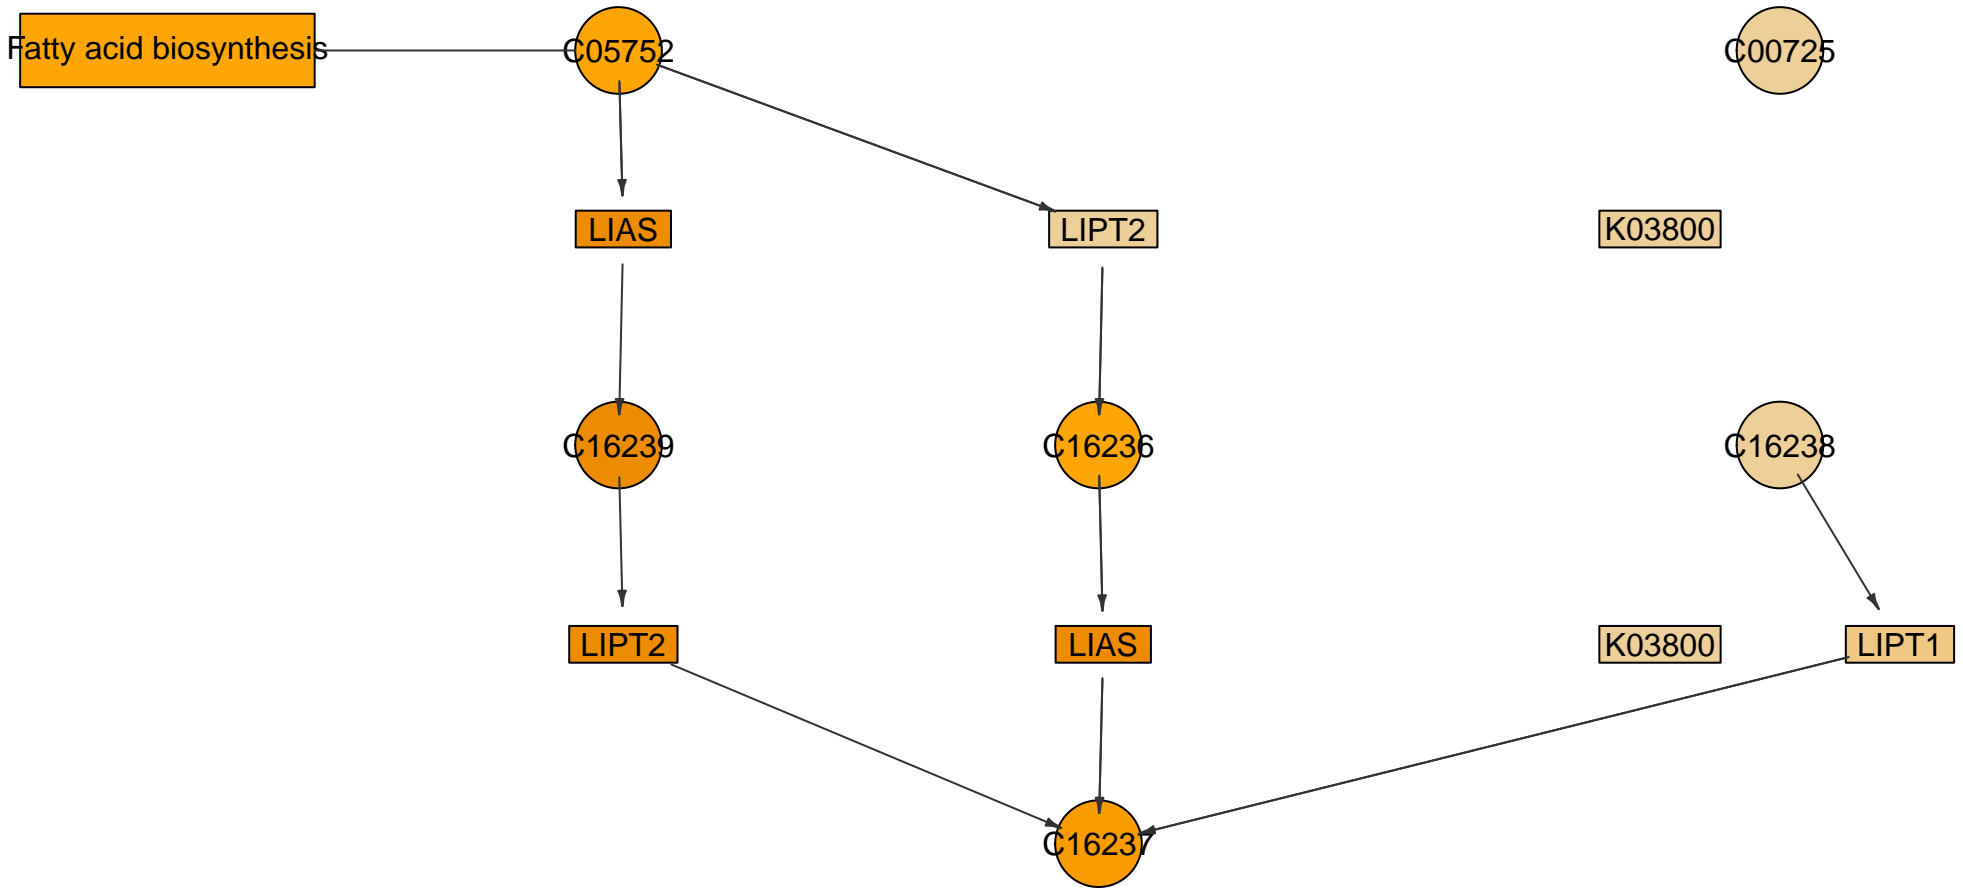 Fatty acid biosynthesis
C05752
C00725
LIAS
LIPT2
K03800
C16239
C16236
C16238
LIPT2
LIAS
K03800
LIPT1
C16237